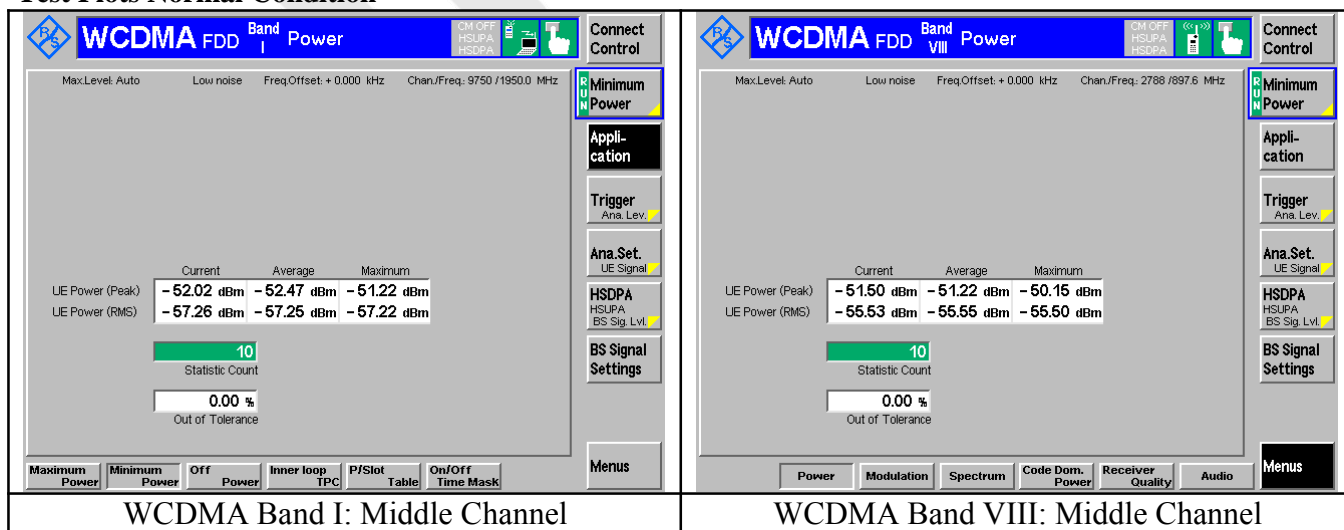 Test Plots Normal Condition
R/S WCDMA FDD Band I Power CM OFF HSUPA HSDPA Connect Control
Max.Level: Auto Low noise Freq.Offset: + 0.000 kHz Chan./Freq.: 9750 /1950.0 MHz
RUN Minimum Power
Appli-cation
Trigger
Ana. Lev.
Ana.Set.
UE Signal
Current Average Maximum
UE Power (Peak) - 52.02 dBm - 52.47 dBm - 51.22 dBm
UE Power (RMS) - 57.26 dBm - 57.25 dBm - 57.22 dBm
HSDPA
HSUPA
BS Sig. Lvl.
10
Statistic Count
BS Signal Settings
0.00 %
Out of Tolerance
Maximum Power Minimum Power Off Power Inner loop TPC P/Slot Table On/Off Time Mask Menus
WCDMA Band I: Middle Channel
R/S WCDMA FDD Band VIII Power CM OFF HSUPA HSDPA Connect Control
Max.Level: Auto Low noise Freq.Offset: + 0.000 kHz Chan./Freq.: 2788 /897.6 MHz
RUN Minimum Power
Appli-cation
Trigger
Ana. Lev.
Ana.Set.
UE Signal
Current Average Maximum
UE Power (Peak) - 51.50 dBm - 51.22 dBm - 50.15 dBm
UE Power (RMS) - 55.53 dBm - 55.55 dBm - 55.50 dBm
HSDPA
HSUPA
BS Sig. Lvl.
10
Statistic Count
BS Signal Settings
0.00 %
Out of Tolerance
Power Modulation Spectrum Code Dom. Power Receiver Quality Audio Menus
WCDMA Band VIII: Middle Channel